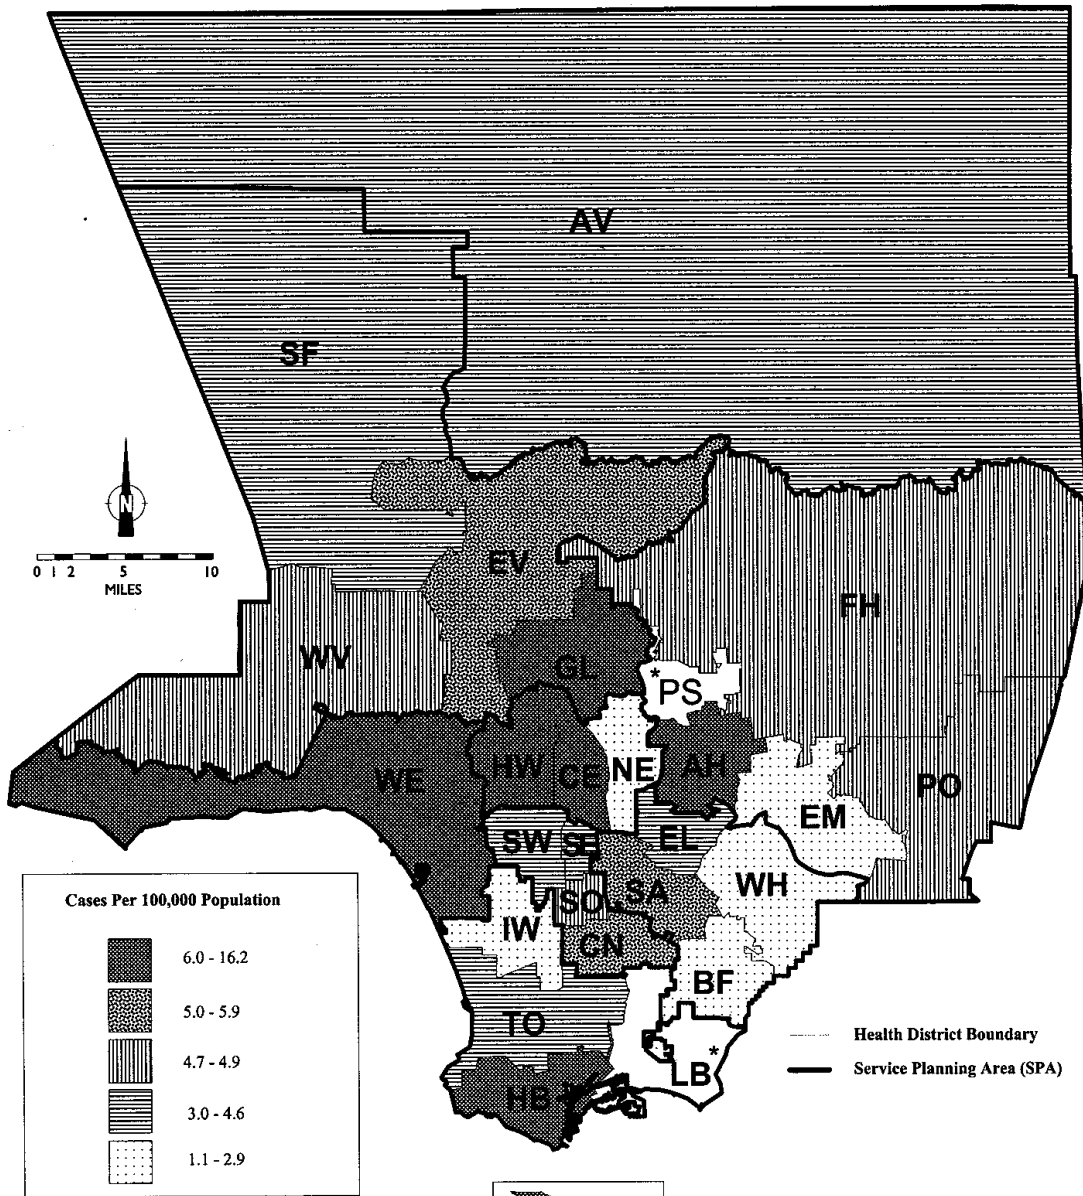 AV
SF
N
0 1 2 5 10
MILES
EV
FH
WV
GL
* PS
WE
HW
CE
NE
AH
PO
EM
SW
SE
EL
WH
SA
SO
IW
CN
BF
TO
*
LB
HB
Cases Per 100,000 Population
6.0 - 16.2
5.0 - 5.9
4.7 - 4.9
3.0 - 4.6
1.1 - 2.9
Health District Boundary
Service Planning Area (SPA)